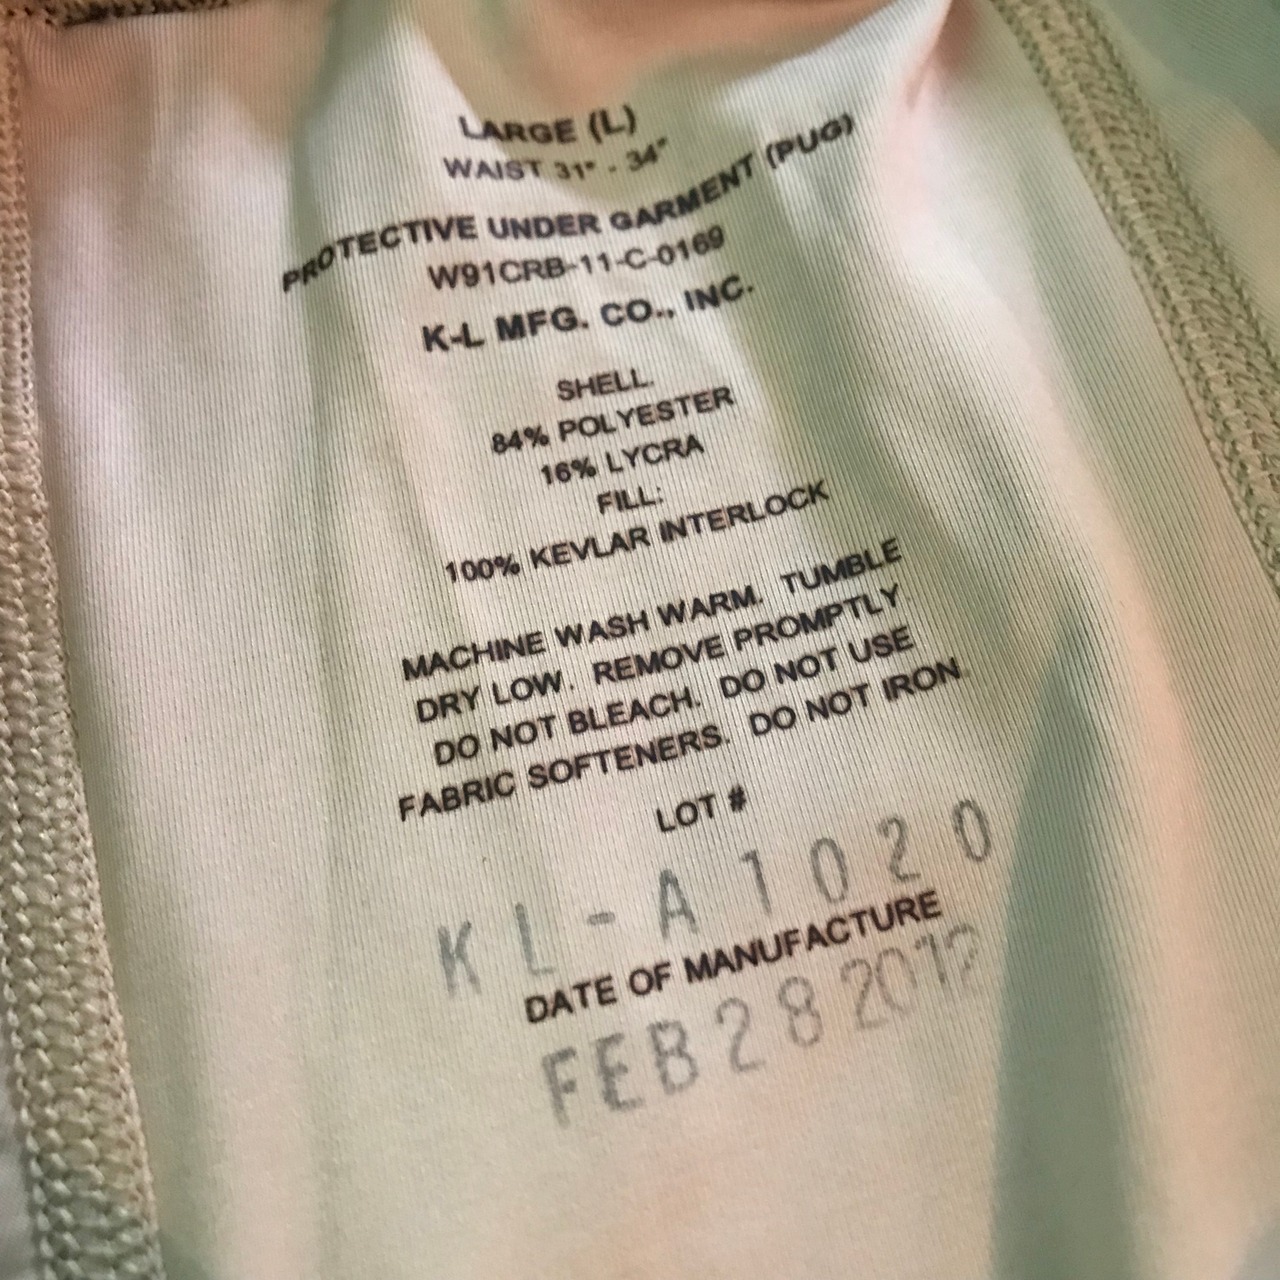 LARGE (L)
WAIST 31" - 34"
PROTECTIVE UNDER GARMENT (PUG)
W91CRB-11-C-0169
K-L MFG. CO., INC.
SHELL.
84% POLYESTER
16% LYCRA
FILL:
100% KEVLAR INTERLOCK
MACHINE WASH WARM. TUMBLE
DRY LOW. REMOVE PROMPTLY.
DO NOT BLEACH. DO NOT USE
FABRIC SOFTENERS. DO NOT IRON.
LOT #
KL-A1020
DATE OF MANUFACTURE
FEB 28 2012